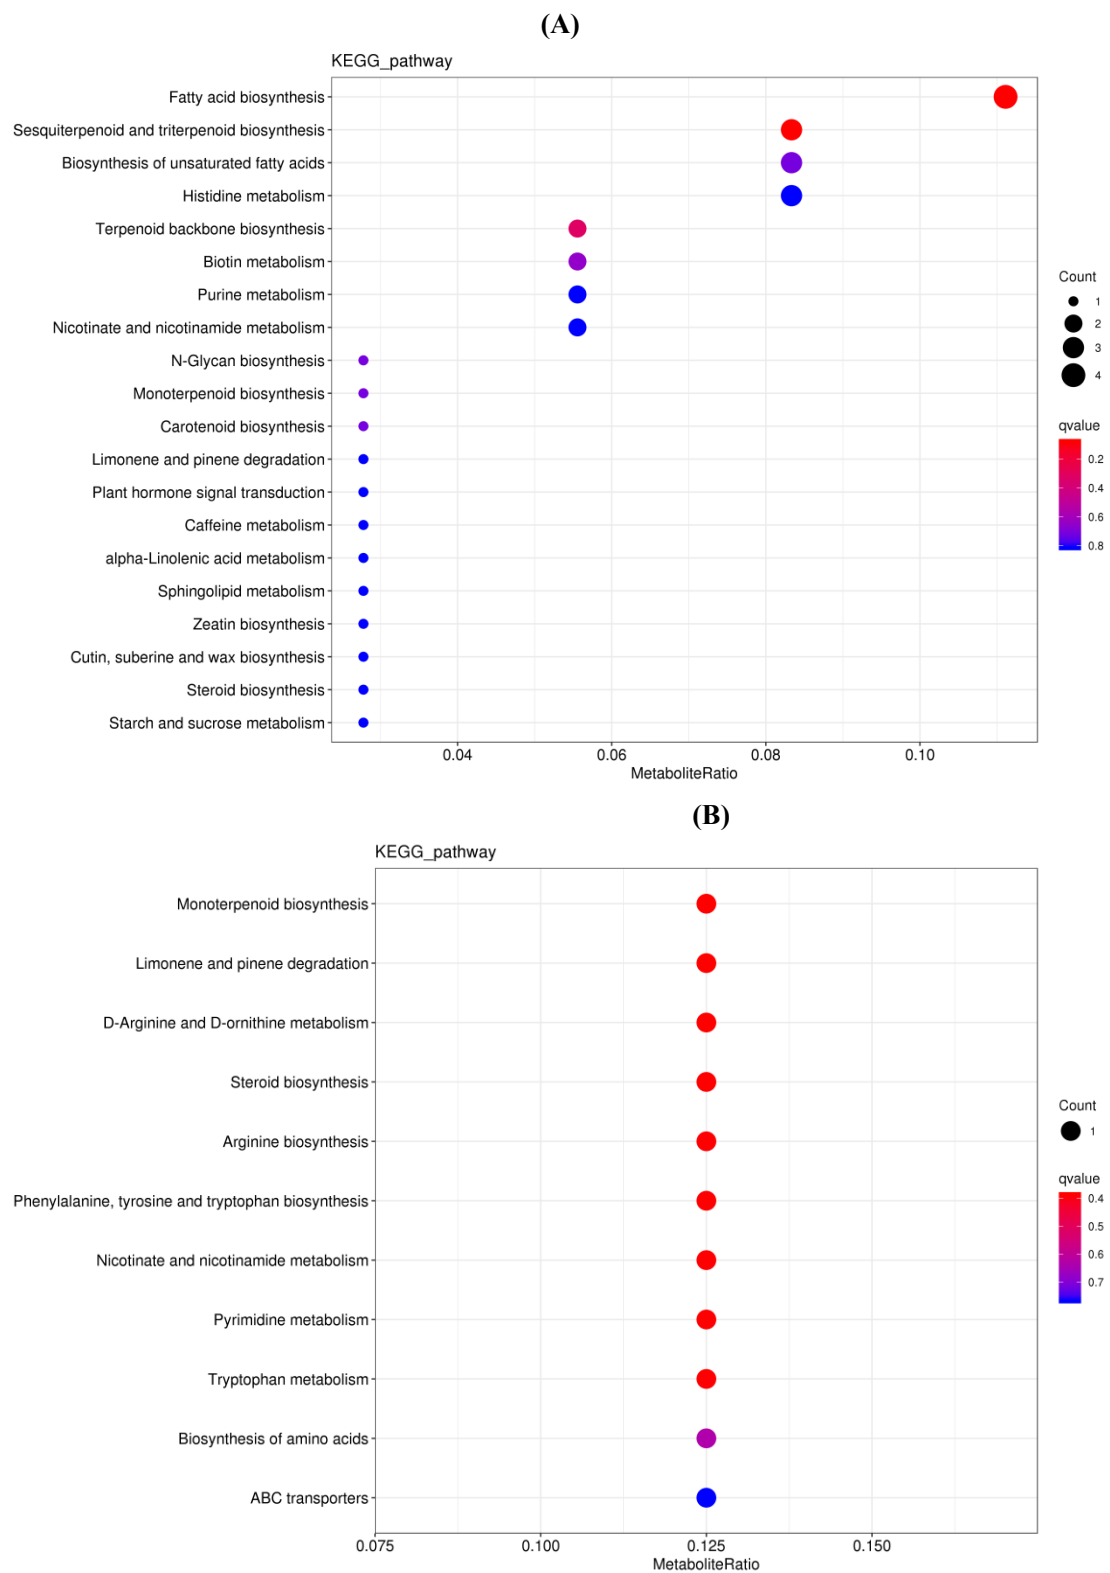 (A)
KEGG_pathway
Fatty acid biosynthesis
Sesquiterpenoid and triterpenoid biosynthesis
Biosynthesis of unsaturated fatty acids
Histidine metabolism
Terpenoid backbone biosynthesis
Biotin metabolism
Purine metabolism
Nicotinate and nicotinamide metabolism
N-Glycan biosynthesis
Monoterpenoid biosynthesis
Carotenoid biosynthesis
Limonene and pinene degradation
Plant hormone signal transduction
Caffeine metabolism
alpha-Linolenic acid metabolism
Sphingolipid metabolism
Zeatin biosynthesis
Cutin, suberine and wax biosynthesis
Steroid biosynthesis
Starch and sucrose metabolism
0.04 0.06 0.08 0.10
MetaboliteRatio
Count
1
2
3
4
qvalue
0.2
0.4
0.6
0.8
(B)
KEGG_pathway
Monoterpenoid biosynthesis
Limonene and pinene degradation
D-Arginine and D-ornithine metabolism
Steroid biosynthesis
Arginine biosynthesis
Phenylalanine, tyrosine and tryptophan biosynthesis
Nicotinate and nicotinamide metabolism
Pyrimidine metabolism
Tryptophan metabolism
Biosynthesis of amino acids
ABC transporters
0.075 0.100 0.125 0.150
MetaboliteRatio
Count
1
qvalue
0.4
0.5
0.6
0.7